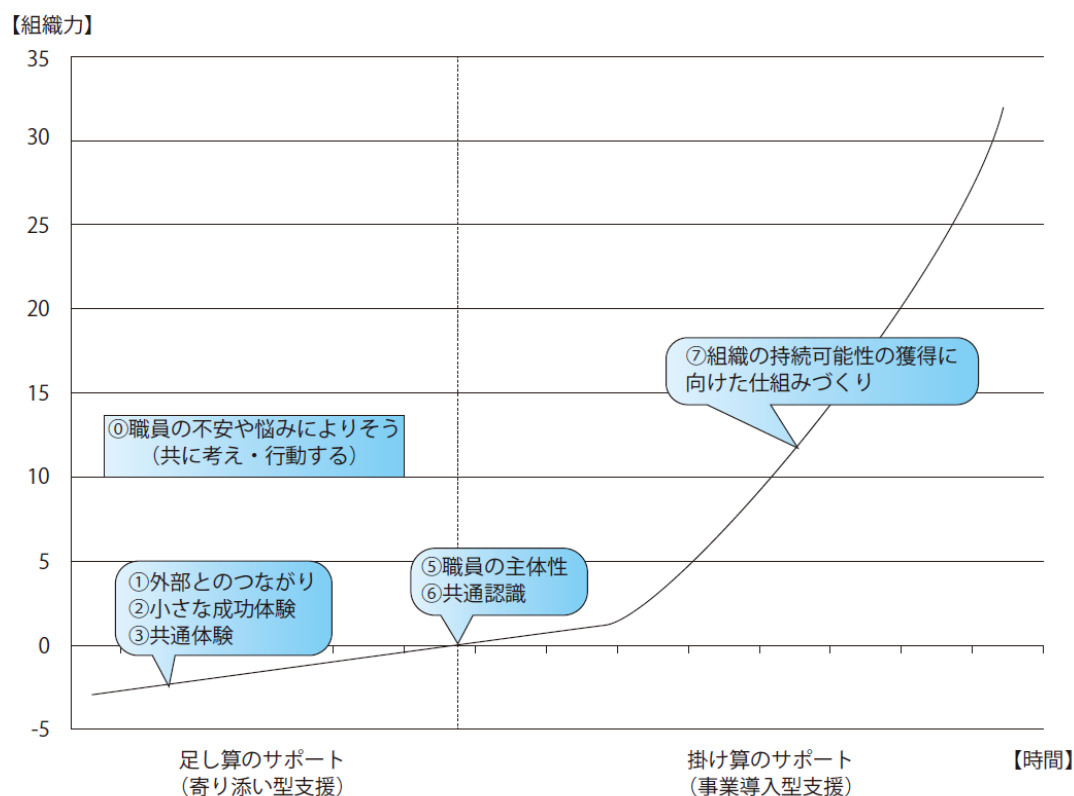 【組織力】
35
30
25
20
15
10
5
0
-5
⓪職員の不安や悩みによりそう
（共に考え・行動する）
①外部とのつながり
②小さな成功体験
③共通体験
⑤職員の主体性
⑥共通認識
⑦組織の持続可能性の獲得に
向けた仕組みづくり
足し算のサポート
（寄り添い型支援）
掛け算のサポート
（事業導入型支援）
【時間】